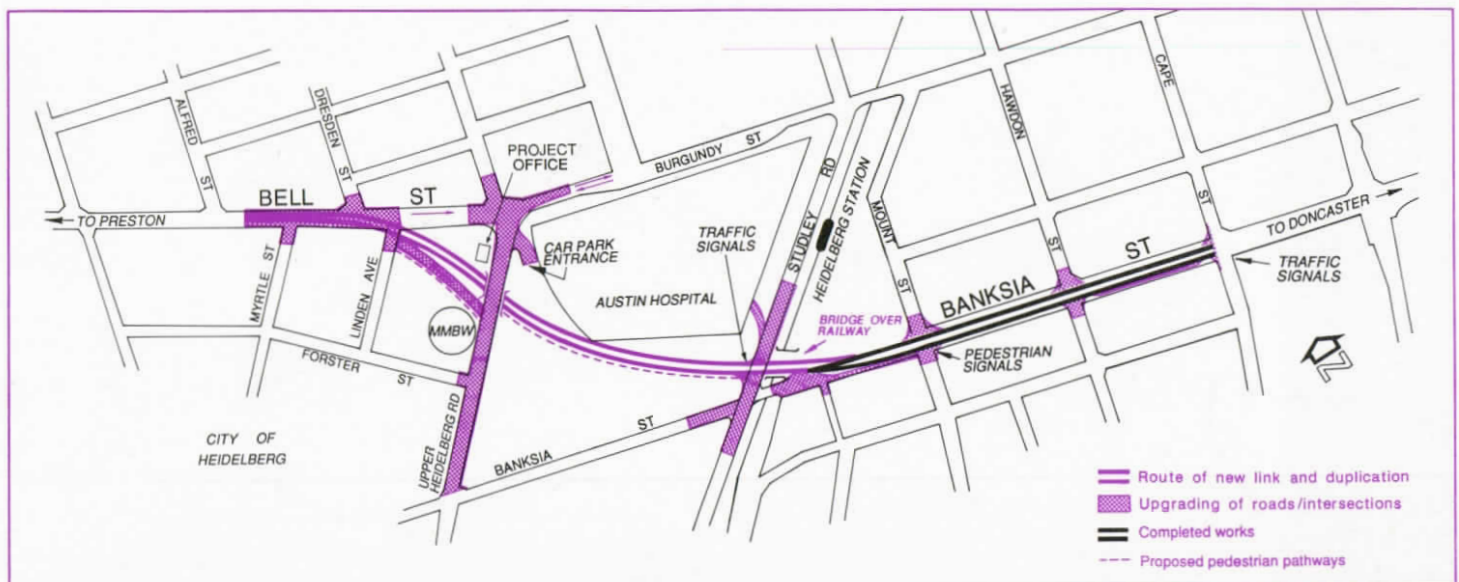 ALFRED
ST
DRESDEN
ST
PROJECT
OFFICE
BELL ST
TO PRESTON
BURGUNDY ST
CAR PARK
ENTRANCE
TRAFFIC
SIGNALS
AUSTIN HOSPITAL
STUDLEY RD
HEIDELBERG STATION
MOUNT
ST
HAWDON
ST
CAPE
ST
TO DONCASTER
BANKSIA ST
TRAFFIC
SIGNALS
BRIDGE OVER
RAILWAY
PEDESTRIAN
SIGNALS
MYRTLE ST
LINDEN AVE
MMBW
FORSTER ST
UPPER
HEIDELBERG RD
BANKSIA ST
CITY OF
HEIDELBERG
N
Route of new link and duplication
Upgrading of roads/intersections
Completed works
Proposed pedestrian pathways